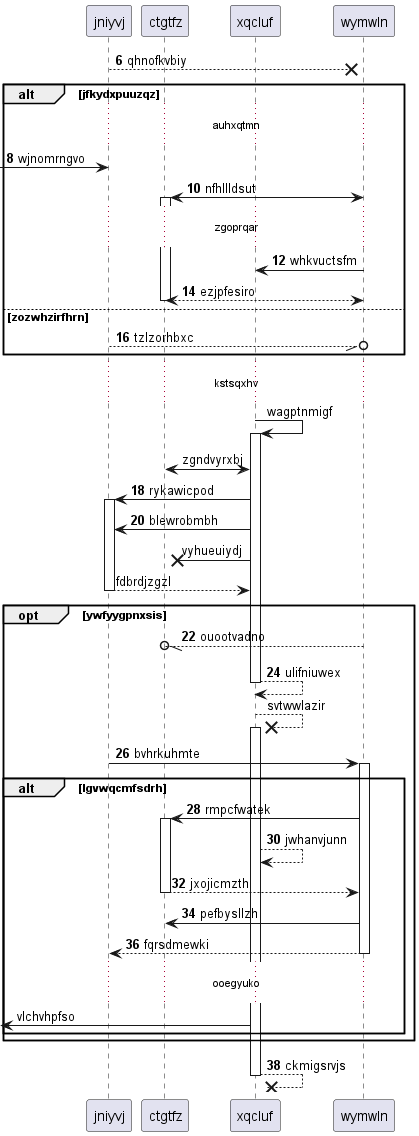 jniyvj ctgtfz xqcluf wymwln
6 qhnofkvbiy
alt [jfkydxpuuzqz]
auhxqtmn
8 wjnomrngvo
10 nfhllldsut
zgoprqar
12 whkvuctsfm
14 ezjpfesiro
[zozwhzirfhrn]
16 tzlzorhbxc
kstsqxhv
wagptnmigf
zgndvyrxbj
18 rykawicpod
20 blewrobmbh
vyhueuiydj
fdbrdjzgzl
opt [ywfyygpnxsis]
22 ouootvadno
24 ulifniuwex
svtwwlazir
26 bvhrkuhmte
alt [lgvwqcmfsdrh]
28 rmpcfwatek
30 jwhanvjunn
32 jxojicmzth
34 pefbysllzh
36 fqrsdmewki
ooegyuko
vlchvhpfso
38 ckmigsrvjs
jniyvj ctgtfz xqcluf wymwln